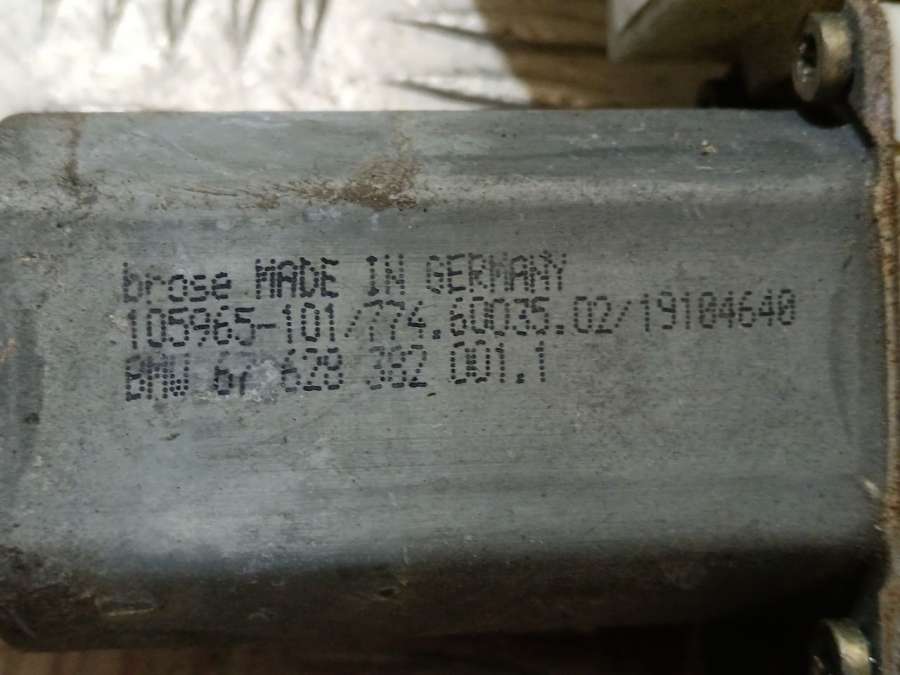 brose MADE IN GERMANY
105965-101/774.60035.02/19104640
BMW 67 628 382 001.1